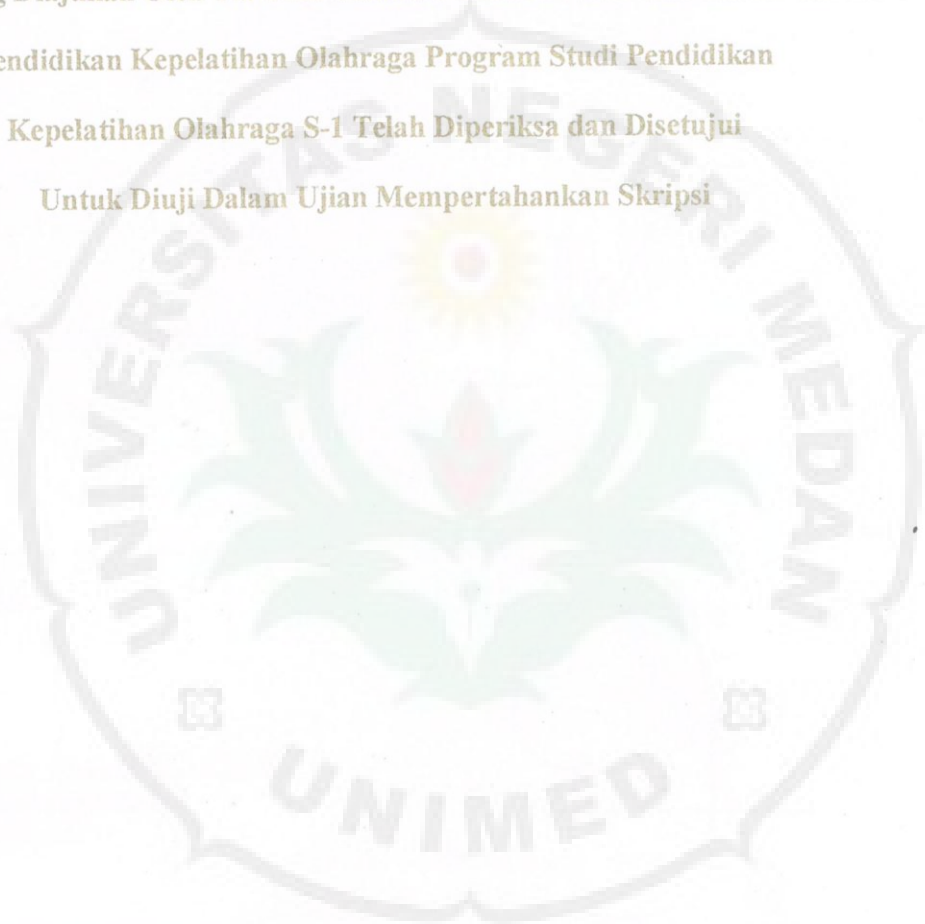 Pendidikan Kepelatihan Olahraga Program Studi Pendidikan
Kepelatihan Olahraga S-1 Telah Diperiksa dan Disetujui
Untuk Diuji Dalam Ujian Mempertahankan Skripsi
UNIVERSITAS NEGERI MEDAN
UNIMED